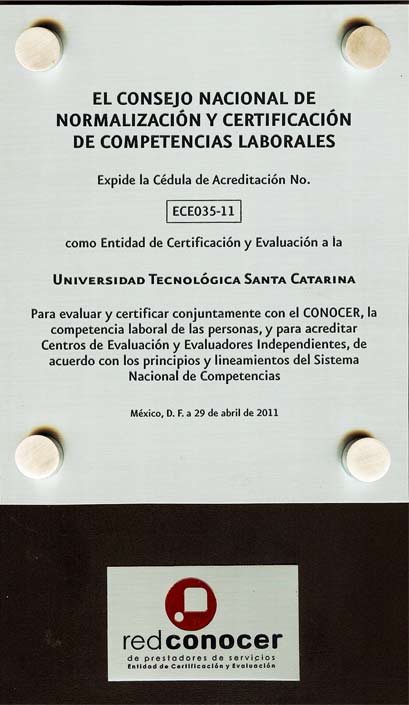 EL CONSEJO NACIONAL DE
NORMALIZACIÓN Y CERTIFICACIÓN
DE COMPETENCIAS LABORALES
Expide la Cédula de Acreditación No.
ECE035-11
como Entidad de Certificación y Evaluación a la
UNIVERSIDAD TECNOLÓGICA SANTA CATARINA
Para evaluar y certificar conjuntamente con el CONOCER, la
competencia laboral de las personas, y para acreditar
Centros de Evaluación y Evaluadores Independientes, de
acuerdo con los principios y lineamientos del Sistema
Nacional de Competencias
México, D. F. a 29 de abril de 2011
redconocer
de prestadores de servicios
Entidad de Certificación y Evaluación